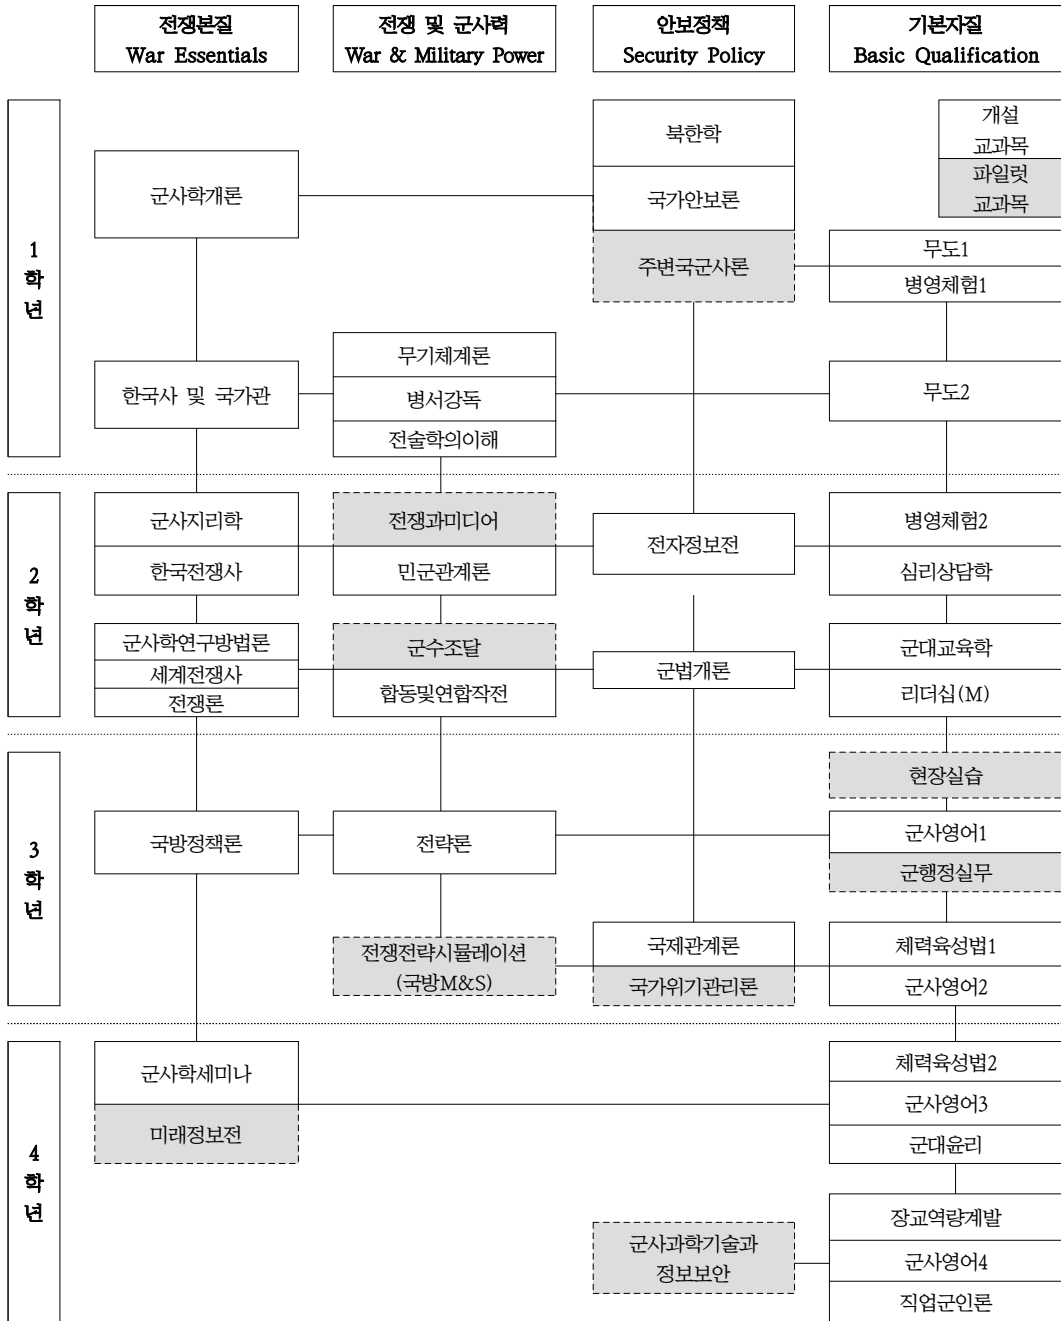 전쟁본질
War Essentials
전쟁 및 군사력
War & Military Power
안보정책
Security Policy
기본자질
Basic Qualification
1
학
년
개설
교과목
파일럿
교과목
북한학
군사학개론
국가안보론
주변국군사론
무도1
병영체험1
한국사 및 국가관
무기체계론
병서강독
전술학의이해
무도2
2
학
년
군사지리학
한국전쟁사
전쟁과미디어
민군관계론
전자정보전
병영체험2
심리상담학
군사학연구방법론
세계전쟁사
전쟁론
군수조달
합동및연합작전
군법개론
군대교육학
리더십(M)
3
학
년
현장실습
국방정책론
전략론
군사영어1
군행정실무
전쟁전략시뮬레이션
(국방M&S)
국제관계론
국가위기관리론
체력육성법1
군사영어2
4
학
년
군사학세미나
미래정보전
체력육성법2
군사영어3
군대윤리
군사과학기술과
정보보안
장교역량계발
군사영어4
직업군인론